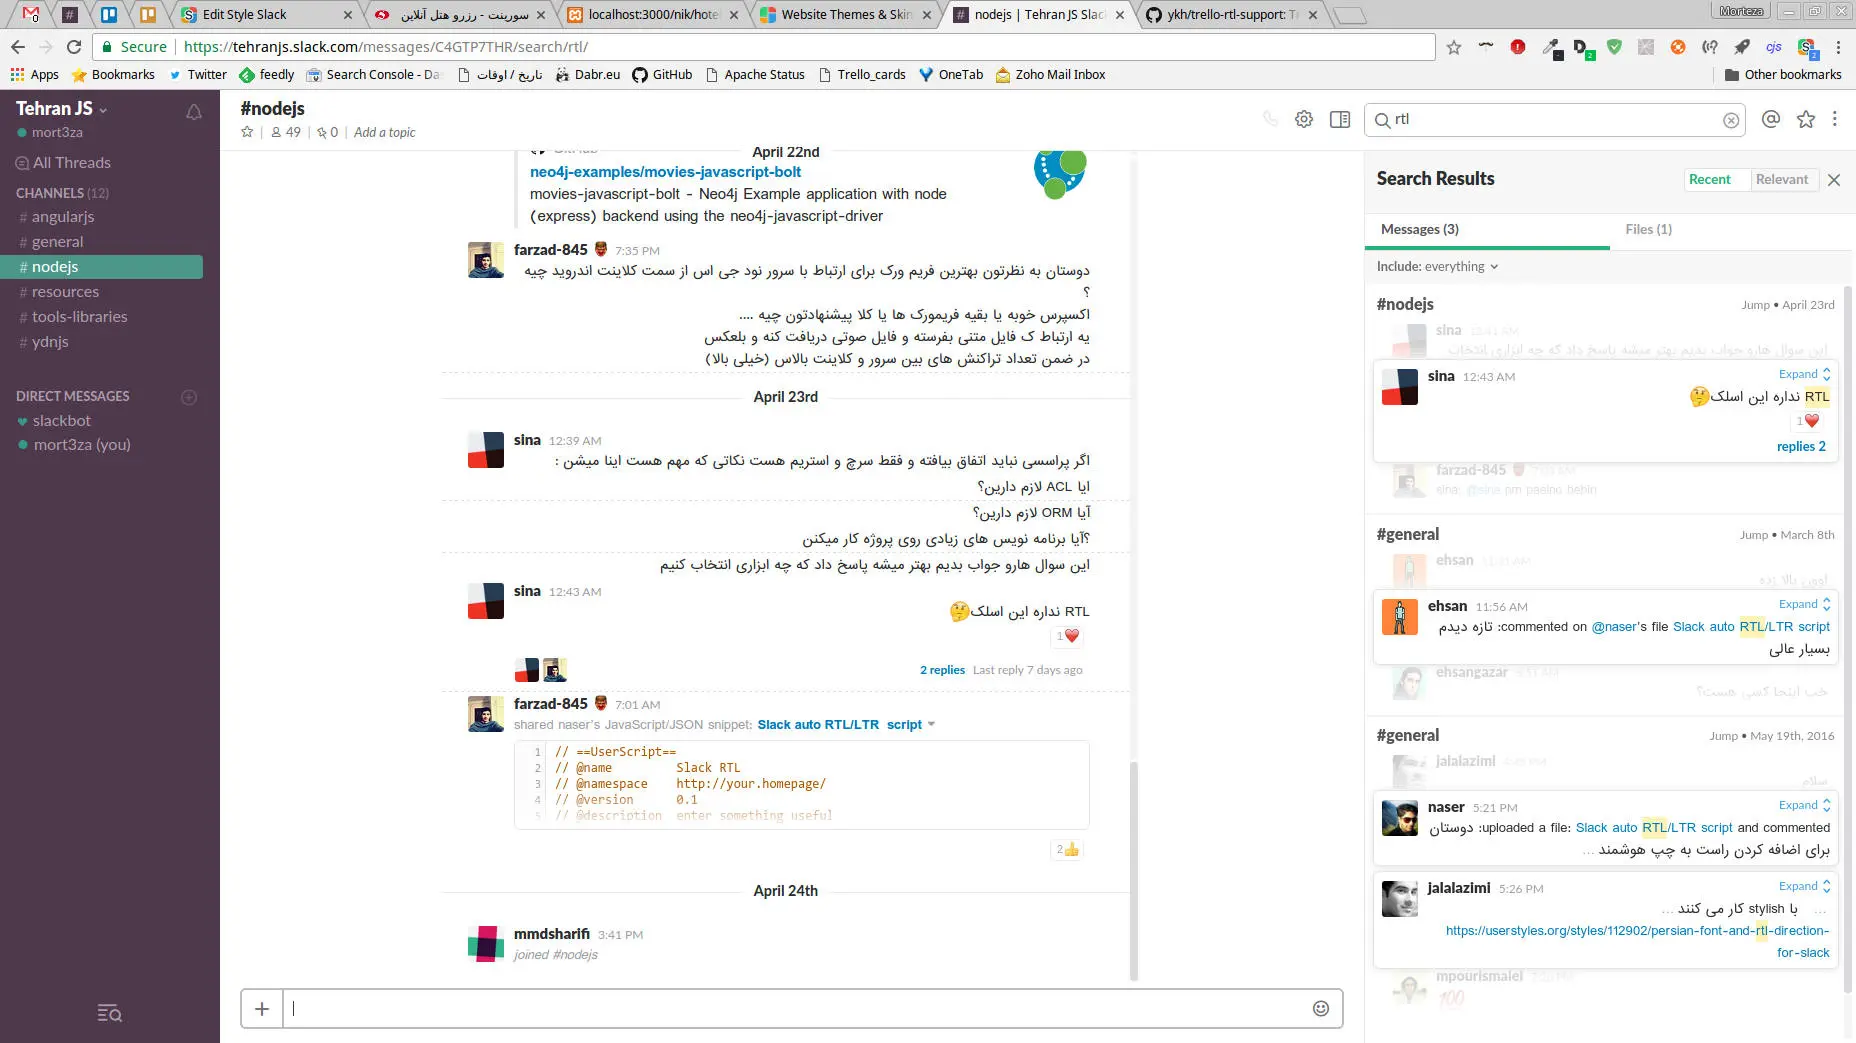 Edit Style Slack
سورینت - رزرو هتل آنلاین
localhost:3000/nik/hote
Website Themes & Skin
nodejs | Tehran JS Slac
ykh/trello-rtl-support: T
Morteza
Secure
https://tehranjs.slack.com/messages/C4GTP7THR/search/rtl/
Apps
Bookmarks
Twitter
feedly
Search Console - Das
تاریخ / اوقات
Dabr.eu
GitHub
Apache Status
Trello_cards
OneTab
Zoho Mail Inbox
Other bookmarks
Tehran JS
mort3za
All Threads
CHANNELS (12)
# angularjs
# general
# nodejs
# resources
# tools-libraries
# ydnjs
DIRECT MESSAGES
slackbot
mort3za (you)
#nodejs
49
0
Add a topic
rtl
GitHub
April 22nd
neo4j-examples/movies-javascript-bolt
movies-javascript-bolt - Neo4j Example application with node
(express) backend using the neo4j-javascript-driver
farzad-845 7:35 PM
دوستان به نظرتون بهترین فریم ورک برای ارتباط با سرور نود جی اس از سمت کلاینت اندروید چیه
؟
اکسپرس خوبه یا بقیه فریمورک ها یا کلا پیشنهادتون چیه ....
یه ارتباط ک فایل متنی بفرسته و فایل صوتی دریافت کنه و بلعکس
در ضمن تعداد تراکنش های بین سرور و کلاینت بالاس (خیلی بالا)
April 23rd
sina 12:39 AM
اگر پراسسی نباید اتفاق بیافته و فقط سرچ و استریم هست نکاتی که مهم هست اینا میشن :
ایا ACL لازم دارین؟
آیا ORM لازم دارین؟
؟آیا برنامه نویس های زیادی روی پروژه کار میکنن
این سوال هارو جواب بدیم بهتر میشه پاسخ داد که چه ابزاری انتخاب کنیم
sina 12:43 AM
RTL نداره این اسلک🤔
1❤️
2 replies Last reply 7 days ago
farzad-845 7:01 AM
shared naser's JavaScript/JSON snippet: Slack auto RTL/LTR script
1 // ==UserScript==
2 // @name Slack RTL
3 // @namespace http://your.homepage/
4 // @version 0.1
5 // @description enter something useful
2👍
April 24th
mmdsharifi 3:41 PM
joined #nodejs
Search Results
Recent
Relevant
Messages (3)
Files (1)
Include: everything
#nodejs
Jump • April 23rd
sina 12:41 AM
این سوال هارو جواب بدیم بهتر میشه پاسخ داد که چه ابزاری انتخاب
sina 12:43 AM
Expand
RTL نداره این اسلک🤔
1❤️
replies 2
farzad-845 7:03 AM
sina: @sina pm paeino bebin
#general
Jump • March 8th
ehsan 11:31 AM
اوون بالا زده
ehsan 11:56 AM
Expand
commented on @naser's file Slack auto RTL/LTR script: تازه دیدم
بسیار عالی
ehsangazar
خب اینجا کسی هست؟
#general
Jump • May 19th, 2016
jalalazimi
سلام
naser 5:21 PM
Expand
uploaded a file: Slack auto RTL/LTR script and commented: دوستان
برای اضافه کردن راست به چپ هوشمند ...
jalalazimi 5:26 PM
Expand
... با stylish کار می کنند ...
https://userstyles.org/styles/112902/persian-font-and-rtl-direction-
for-slack
mpourismaiel
💯